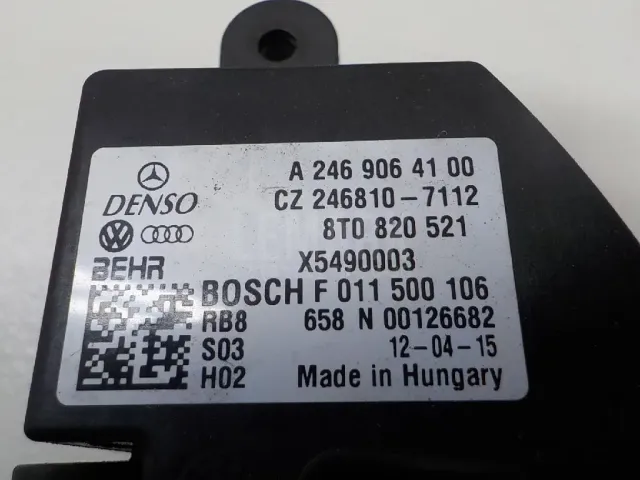 A 246 906 41 00
DENSO CZ 246810-7112
8T0 820 521
BEHR X5490003
BOSCH F 011 500 106
RB8 658 N 00126682
S03 12-04-15
H02 Made in Hungary